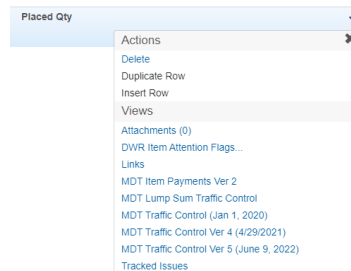 Placed Qty
Actions
Delete
Duplicate Row
Insert Row
Views
Attachments (0)
DWR Item Attention Flags...
Links
MDT Item Payments Ver 2
MDT Lump Sum Traffic Control
MDT Traffic Control (Jan 1, 2020)
MDT Traffic Control Ver 4 (4/29/2021)
MDT Traffic Control Ver 5 (June 9, 2022)
Tracked Issues